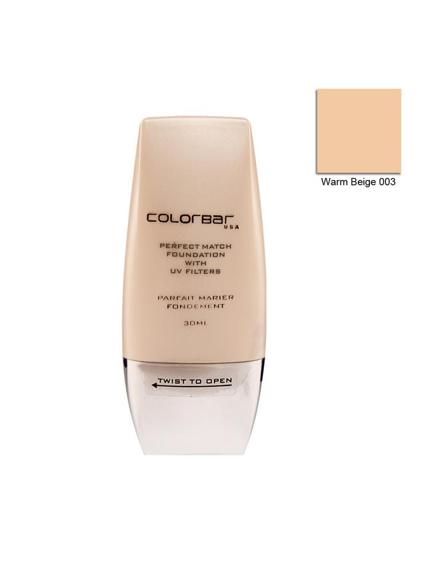 COLORBAR
USA
PERFECT MATCH
FOUNDATION
WITH
UV FILTERS
PARFAIT MARIER
FONDEMENT
30ML
TWIST TO OPEN
Warm Beige 003